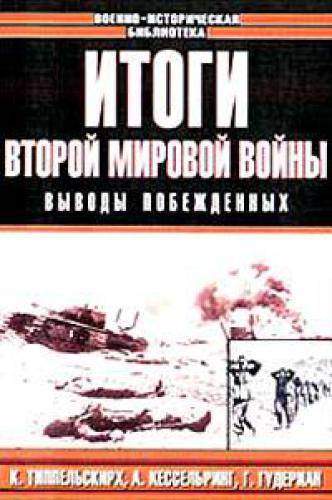 ВОЕННО-ИСТОРИЧЕСКАЯ
БИБЛИОТЕКА
ИТОГИ
ВТОРОЙ МИРОВОЙ ВОЙНЫ
ВЫВОДЫ ПОБЕЖДЕННЫХ
К. ТИППЕЛЬСКИРХ, А. КЕССЕЛЬРИНГ, Г. ГУДЕРИАН